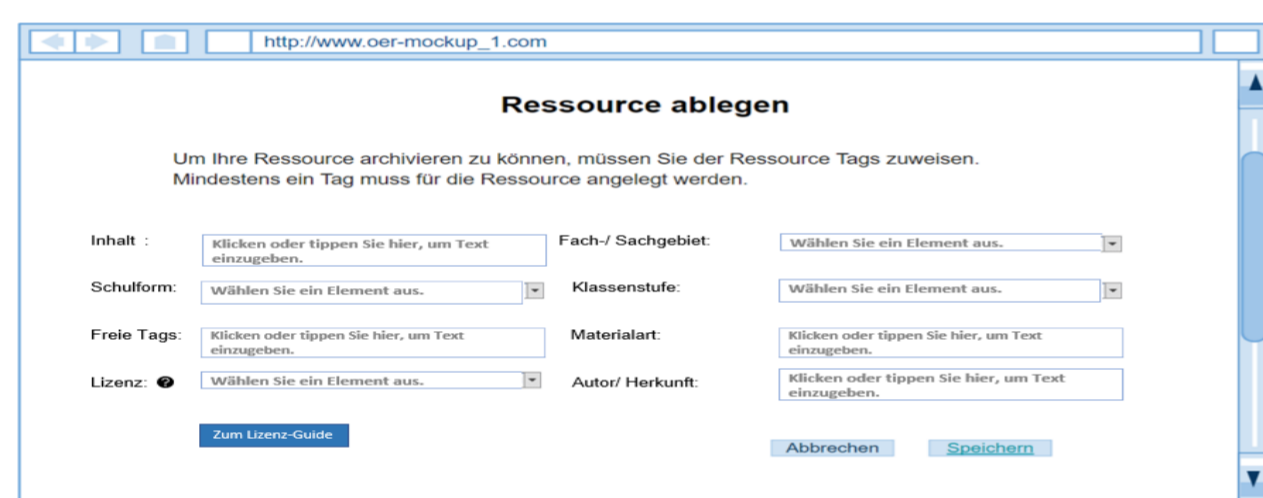 http://www.oer-mockup_1.com
Ressource ablegen
Um Ihre Ressource archivieren zu können, müssen Sie der Ressource Tags zuweisen.
Mindestens ein Tag muss für die Ressource angelegt werden.
Inhalt :
Klicken oder tippen Sie hier, um Text
einzugeben.
Fach-/ Sachgebiet:
Wählen Sie ein Element aus.
Schulform:
Wählen Sie ein Element aus.
Klassenstufe:
Wählen Sie ein Element aus.
Freie Tags:
Klicken oder tippen Sie hier, um Text
einzugeben.
Materialart:
Klicken oder tippen Sie hier, um Text
einzugeben.
Lizenz: ?
Wählen Sie ein Element aus.
Autor/ Herkunft:
Klicken oder tippen Sie hier, um Text
einzugeben.
Zum Lizenz-Guide
Abbrechen
Speichern